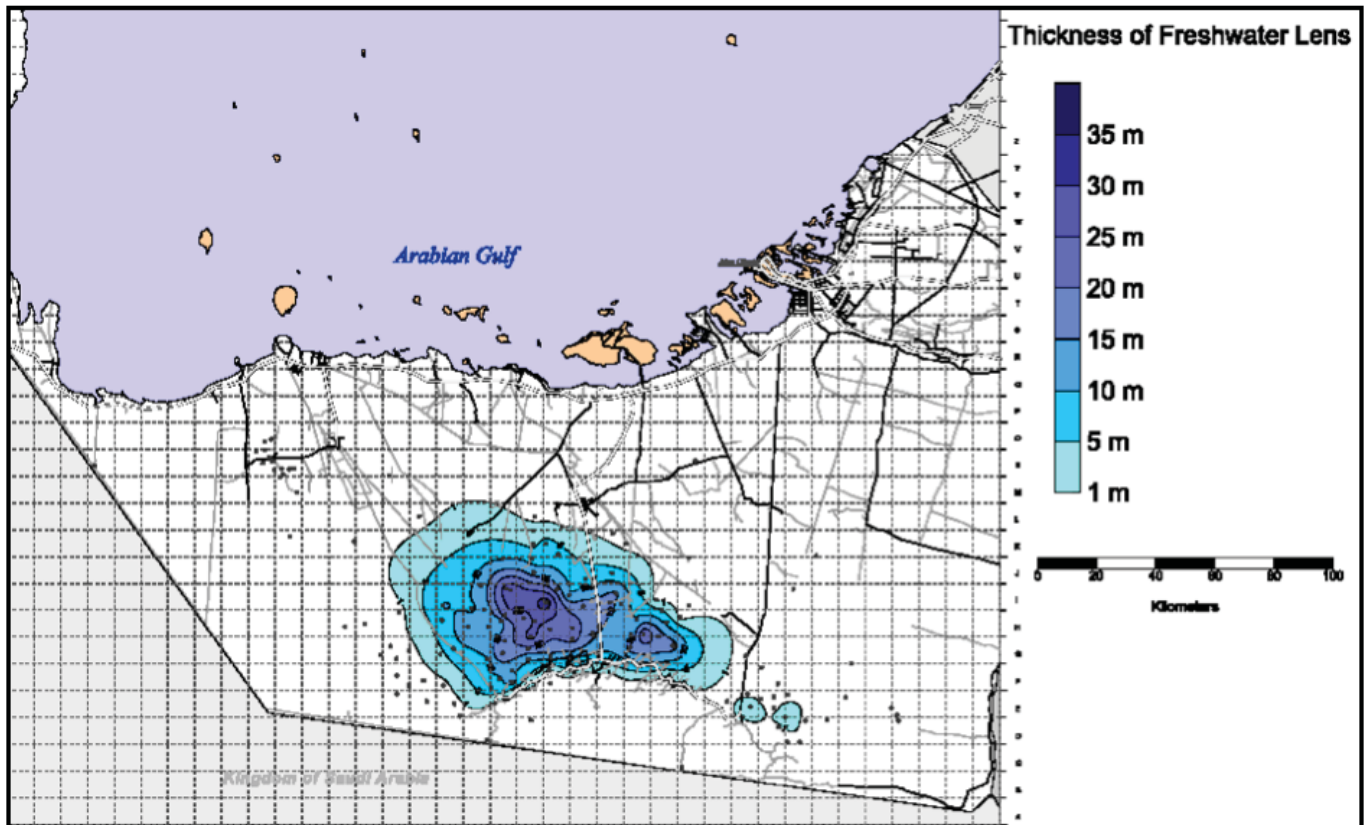 Thickness of Freshwater Lens
35 m
30 m
25 m
20 m
15 m
10 m
5 m
1 m
Arabian Gulf
0 20 40 60 80 100
Kilometers
Kingdom of Saudi Arabia